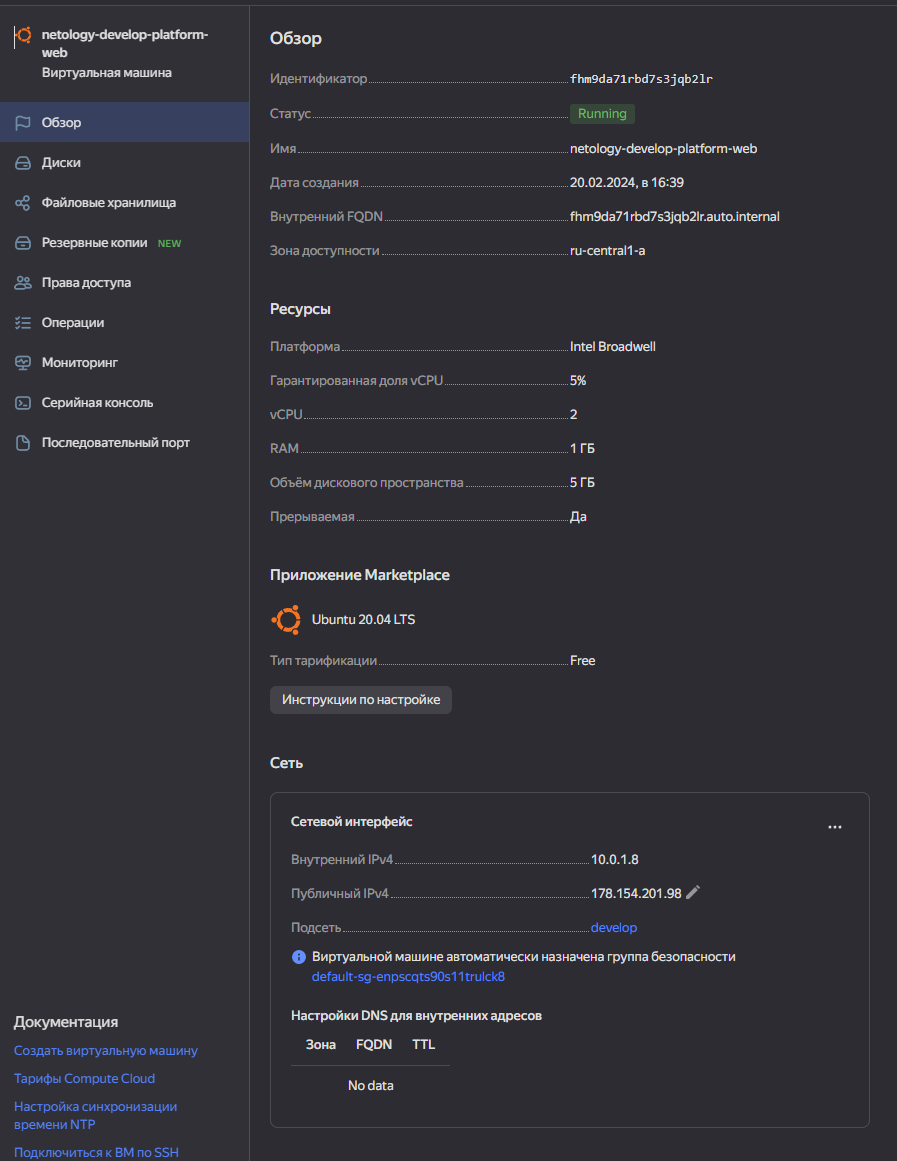 netology-develop-platform-
web
Виртуальная машина
Обзор
Диски
Файловые хранилища
Резервные копии NEW
Права доступа
Операции
Мониторинг
Серийная консоль
Последовательный порт
Документация
Создать виртуальную машину
Тарифы Compute Cloud
Настройка синхронизации
времени NTP
Подключиться к ВМ по SSH
Обзор
Идентификатор fhm9da71rbd7s3jqb2lr
Статус Running
Имя netology-develop-platform-web
Дата создания 20.02.2024, в 16:39
Внутренний FQDN fhm9da71rbd7s3jqb2lr.auto.internal
Зона доступности ru-central1-a
Ресурсы
Платформа Intel Broadwell
Гарантированная доля vCPU 5%
vCPU 2
RAM 1 ГБ
Объём дискового пространства 5 ГБ
Прерываемая Да
Приложение Marketplace
Ubuntu 20.04 LTS
Тип тарификации Free
Инструкции по настройке
Сеть
Сетевой интерфейс
Внутренний IPv4 10.0.1.8
Публичный IPv4 178.154.201.98
Подсеть develop
Виртуальной машине автоматически назначена группа безопасности
default-sg-enpscqts90s11trulck8
Настройки DNS для внутренних адресов
Зона FQDN TTL
No data